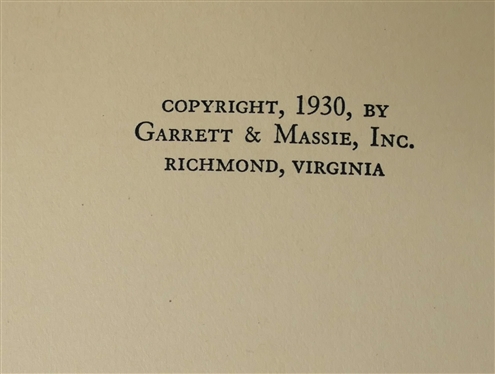 COPYRIGHT, 1930, BY
GARRETT & MASSIE, INC.
RICHMOND, VIRGINIA